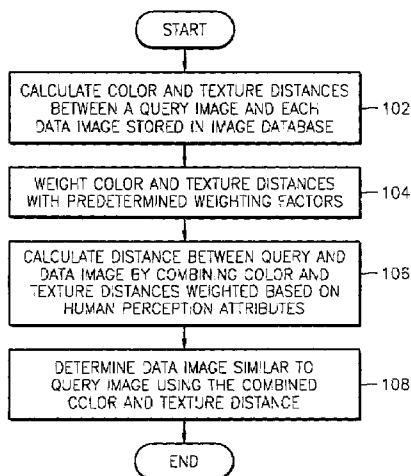 START
CALCULATE COLOR AND TEXTURE DISTANCES
BETWEEN A QUERY IMAGE AND EACH
DATA IMAGE STORED IN IMAGE DATABASE
102
WEIGHT COLOR AND TEXTURE DISTANCES
WITH PREDETERMINED WEIGHTING FACTORS
104
CALCULATE DISTANCE BETWEEN QUERY AND
DATA IMAGE BY COMBINING COLOR AND
TEXTURE DISTANCES WEIGHTED BASED ON
HUMAN PERCEPTION ATTRIBUTES
106
DETERMINE DATA IMAGE SIMILAR TO
QUERY IMAGE USING THE COMBINED
COLOR AND TEXTURE DISTANCE
108
END